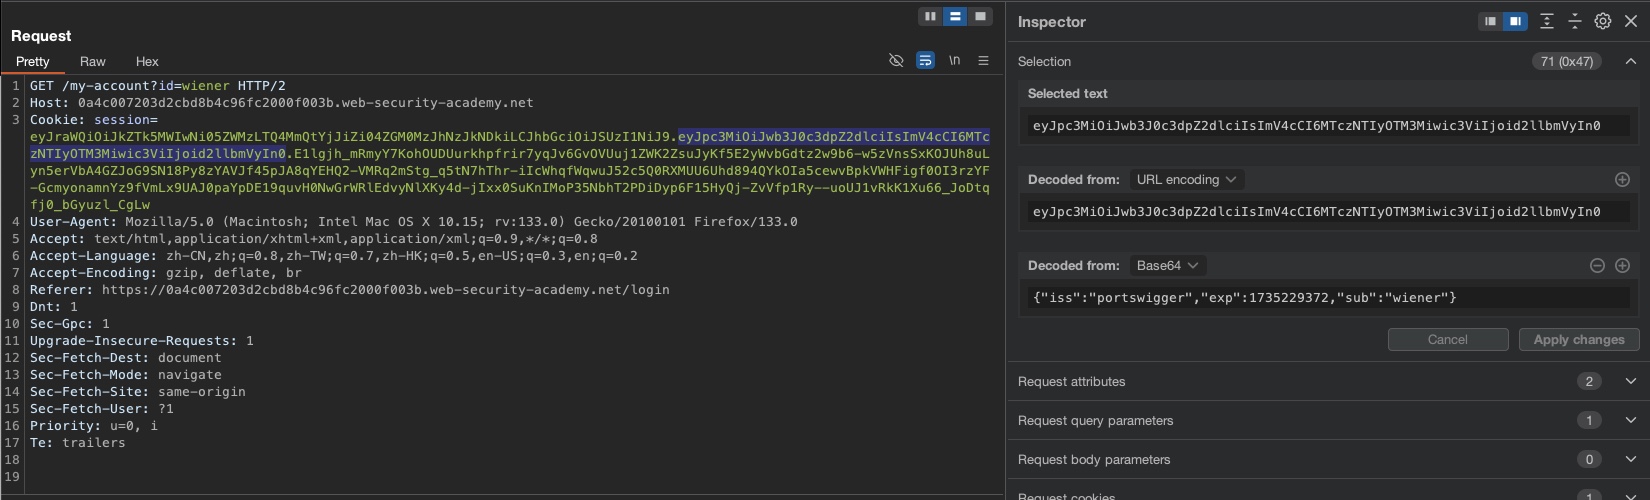 Request
Pretty Raw Hex \n
1 GET /my-account?id=wiener HTTP/2
2 Host: 0a4c007203d2cbd8b4c96fc2000f003b.web-security-academy.net
3 Cookie: session=
eyJraWQiOiJkZTk5MWIwNi05ZWMzLTQ4MmQtYjJiZi04ZGM0MzJhNzJkNDkiLCJhbGciOiJSUzI1NiJ9.eyJpc3MiOiJwb3J0c3dpZ2dlciIsImV4cCI6MTc
zNTIyOTM3Miwic3ViIjoid2llbmVyIn0.E1lgjh_mRmyY7KohOUDUurkhpfrir7yqJv6GvOVUuj1ZWK2ZsuJyKf5E2yWvbGdtz2w9b6-w5zVnsSxKOJUh8uL
yn5erVbA4GZJoG9SN18Py8zYAVJf45pJA8qYEHQ2-VMRq2mStg_q5tN7hThr-iIcWhqfWqwuJ52c5Q0RXMUU6Uhd894QYkOIa5cewvBpkVWHFigf0OI3rzYF
-GcmyonamnYz9fVmLx9UAJ0paYpDE19quvH0NwGrWRlEdvyNlXKy4d-jIxx0SuKnIMoP35NbhT2PDiDyp6F15HyQj-ZvVfp1Ry--uoUJ1vRkK1Xu66_JoDtq
fj0_bGyuzl_CgLw
4 User-Agent: Mozilla/5.0 (Macintosh; Intel Mac OS X 10.15; rv:133.0) Gecko/20100101 Firefox/133.0
5 Accept: text/html,application/xhtml+xml,application/xml;q=0.9,*/*;q=0.8
6 Accept-Language: zh-CN,zh;q=0.8,zh-TW;q=0.7,zh-HK;q=0.5,en-US;q=0.3,en;q=0.2
7 Accept-Encoding: gzip, deflate, br
8 Referer: https://0a4c007203d2cbd8b4c96fc2000f003b.web-security-academy.net/login
9 Dnt: 1
10 Sec-Gpc: 1
11 Upgrade-Insecure-Requests: 1
12 Sec-Fetch-Dest: document
13 Sec-Fetch-Mode: navigate
14 Sec-Fetch-Site: same-origin
15 Sec-Fetch-User: ?1
16 Priority: u=0, i
17 Te: trailers
18
19
Inspector
Selection 71 (0x47)
Selected text
eyJpc3MiOiJwb3J0c3dpZ2dlciIsImV4cCI6MTczNTIyOTM3Miwic3ViIjoid2llbmVyIn0
Decoded from: URL encoding
eyJpc3MiOiJwb3J0c3dpZ2dlciIsImV4cCI6MTczNTIyOTM3Miwic3ViIjoid2llbmVyIn0
Decoded from: Base64
{"iss":"portswigger","exp":1735229372,"sub":"wiener"}
Cancel Apply changes
Request attributes 2
Request query parameters 1
Request body parameters 0
Request cookies 1